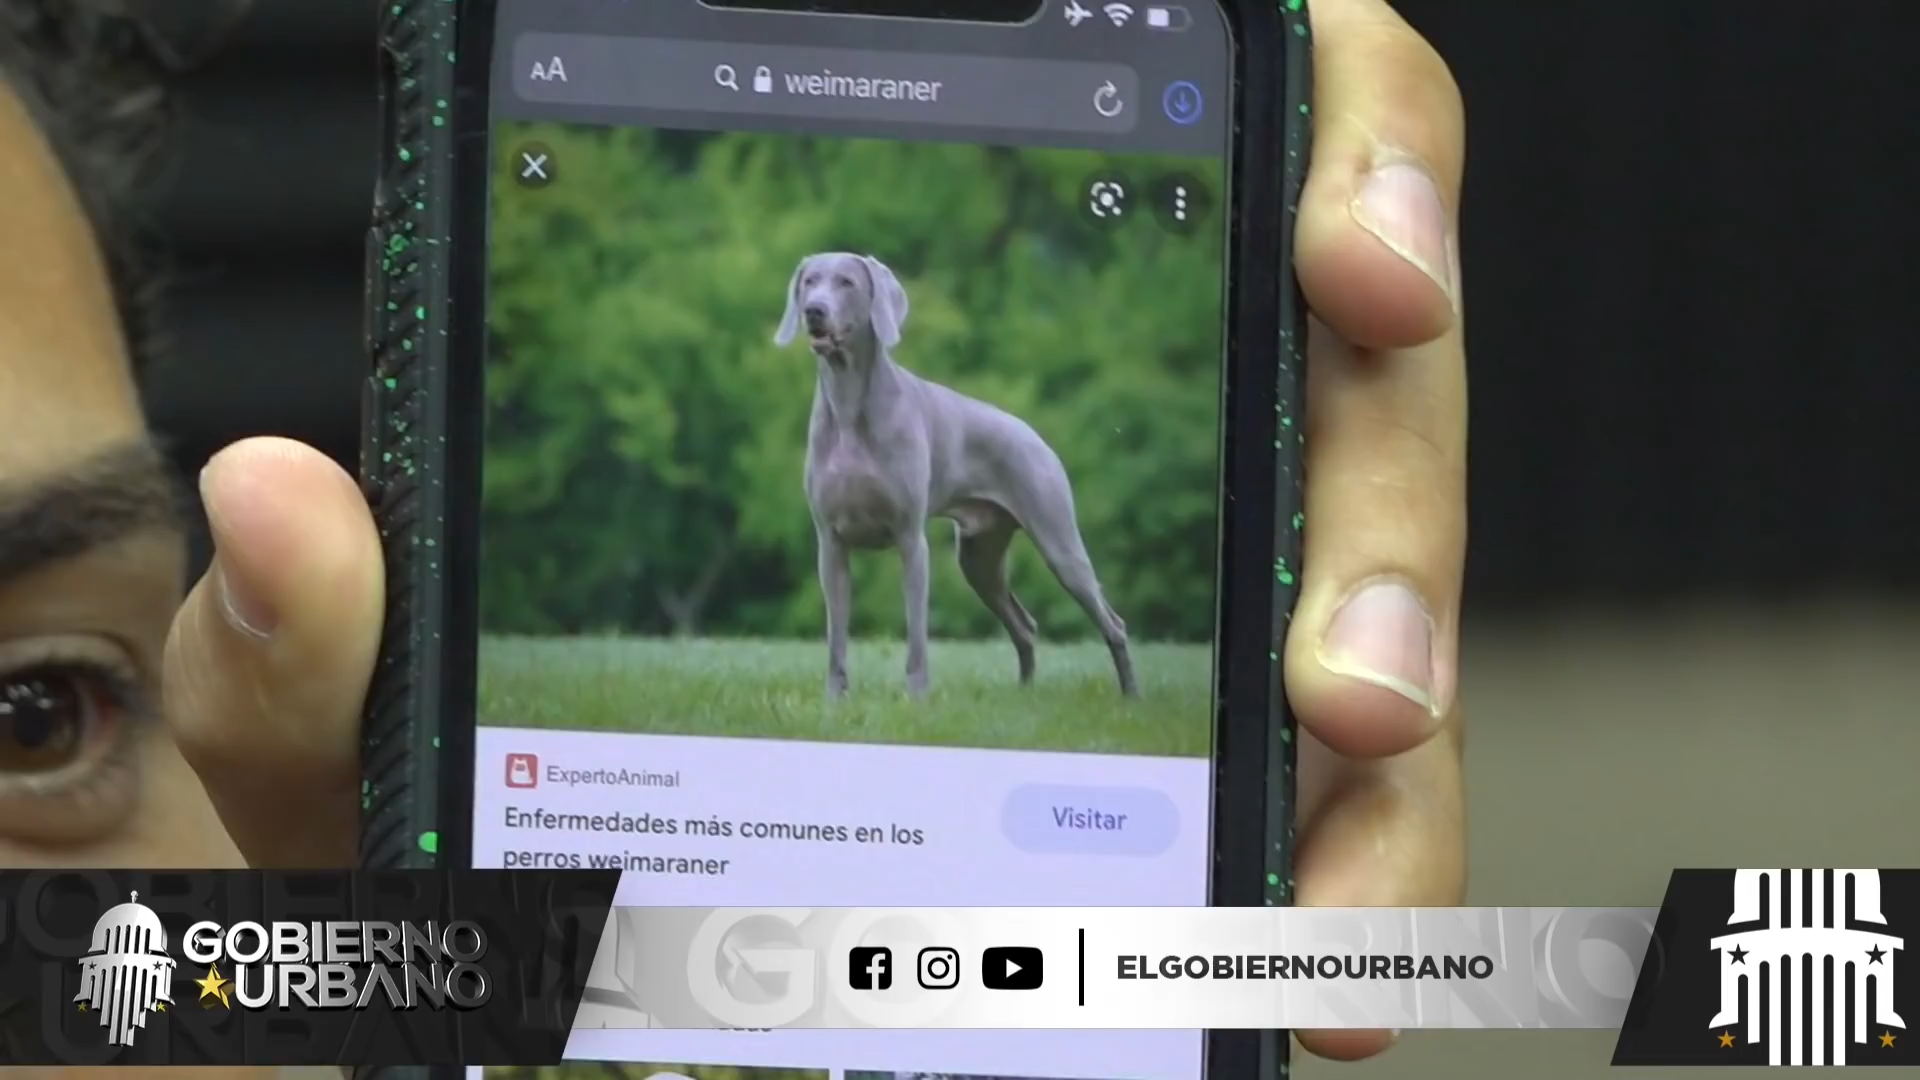 AA
weimaraner
ExpertoAnimal
Enfermedades más comunes en los
perros weimaraner
Visitar
GOBIERNO
URBANO
ELGOBIERNOURBANO